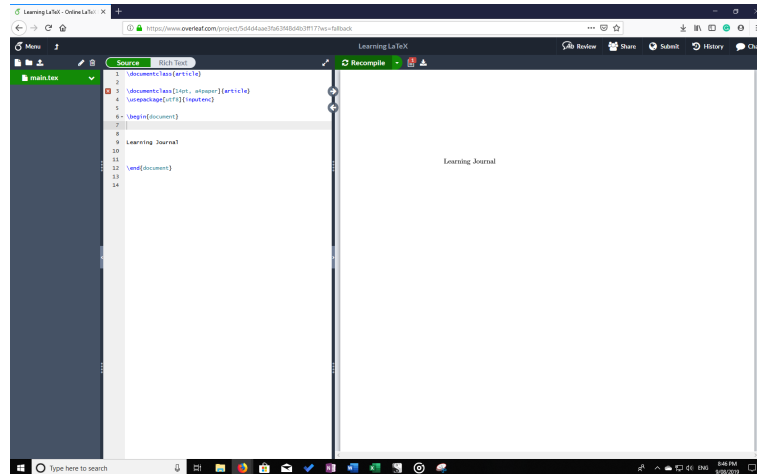 Learning LaTeX - Online LaTeX
https://www.overleaf.com/project/5d4d4aae3fa63f48d4b3ff17?ws=fallback
Menu
Learning LaTeX
Review
Share
Submit
History
Source
Rich Text
Recompile
main.tex
1 \documentclass{article}
2
3 \documentclass[14pt, a4paper]{article}
4 \usepackage[utf8]{inputenc}
5
6 \begin{document}
7
8
9 Learning Journal
10
11
12 \end{document}
13
14
Learning Journal
Type here to search
ENG
8:46 PM
9/08/2019